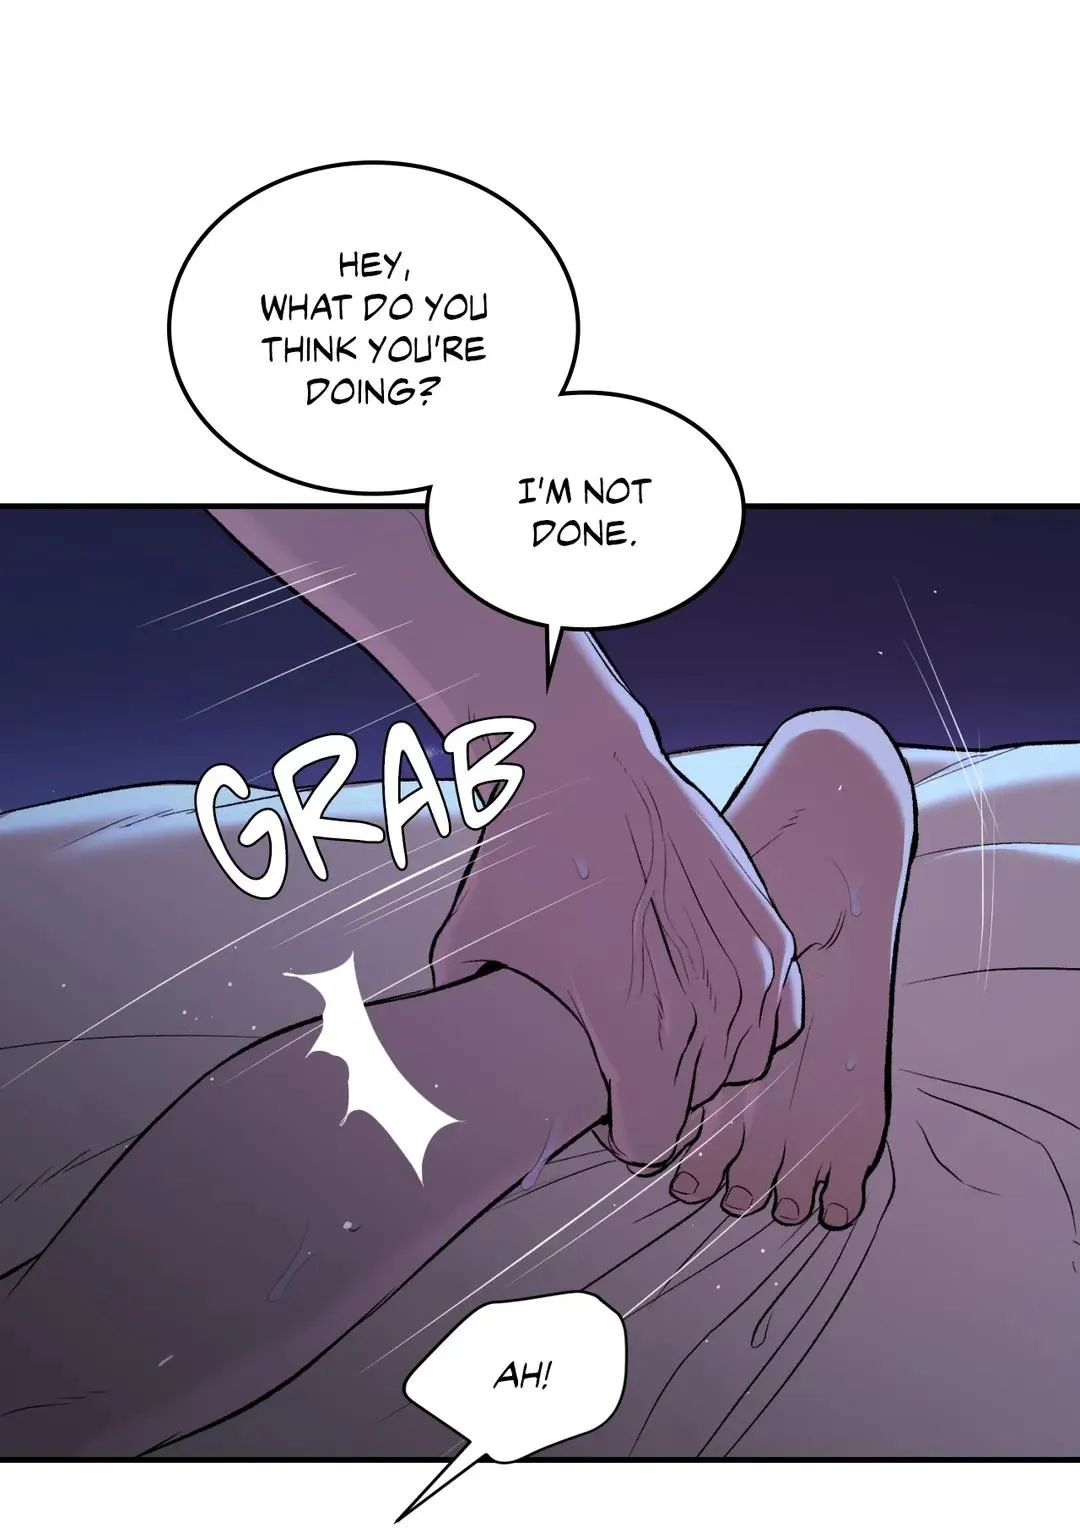 HEY,
WHAT DO YOU
THINK YOU'RE
DOING?
I'M NOT
DONE.
GRAB
AH!